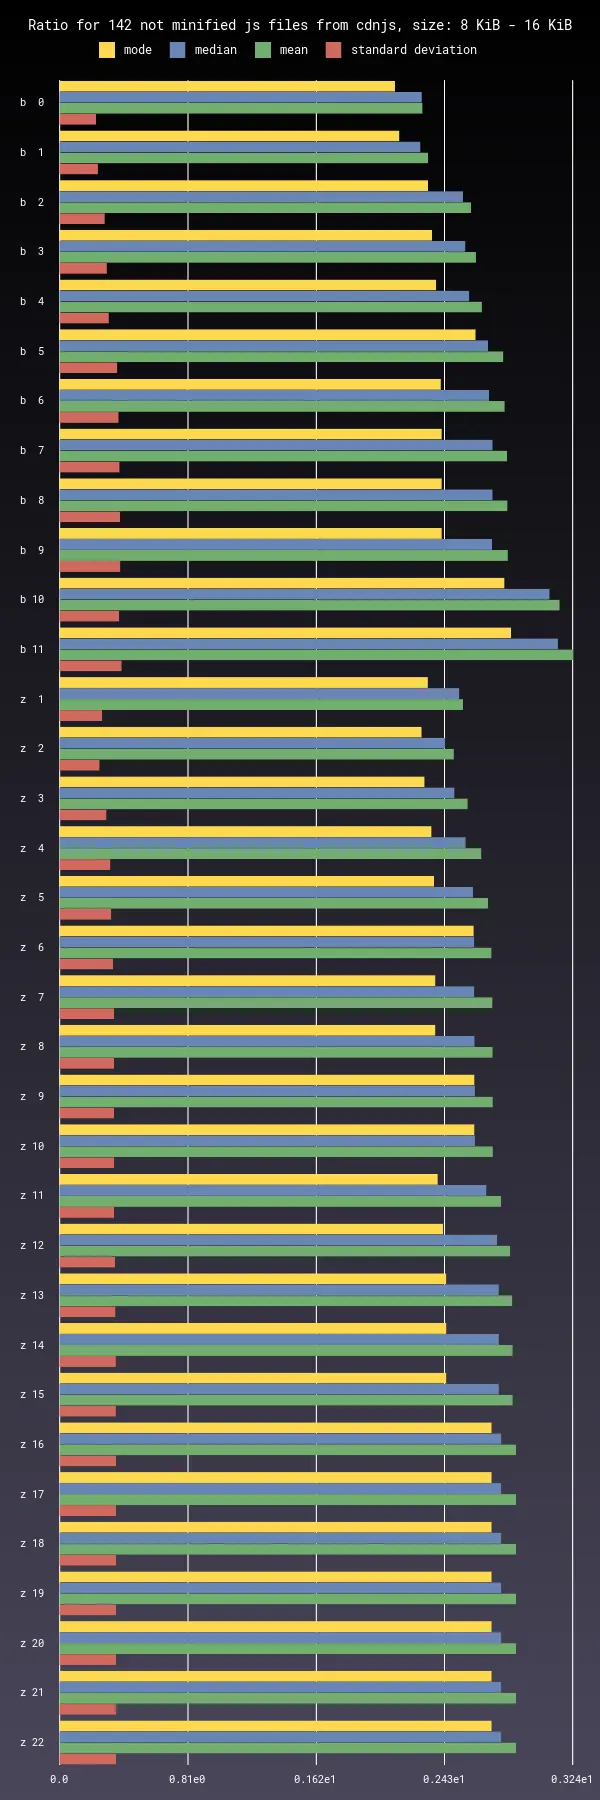 Ratio for 142 not minified js files from cdnjs, size: 8 KiB - 16 KiB
mode median mean standard deviation
b 0
b 1
b 2
b 3
b 4
b 5
b 6
b 7
b 8
b 9
b 10
b 11
z 1
z 2
z 3
z 4
z 5
z 6
z 7
z 8
z 9
z 10
z 11
z 12
z 13
z 14
z 15
z 16
z 17
z 18
z 19
z 20
z 21
z 22
0.0 0.81e0 0.162e1 0.243e1 0.324e1